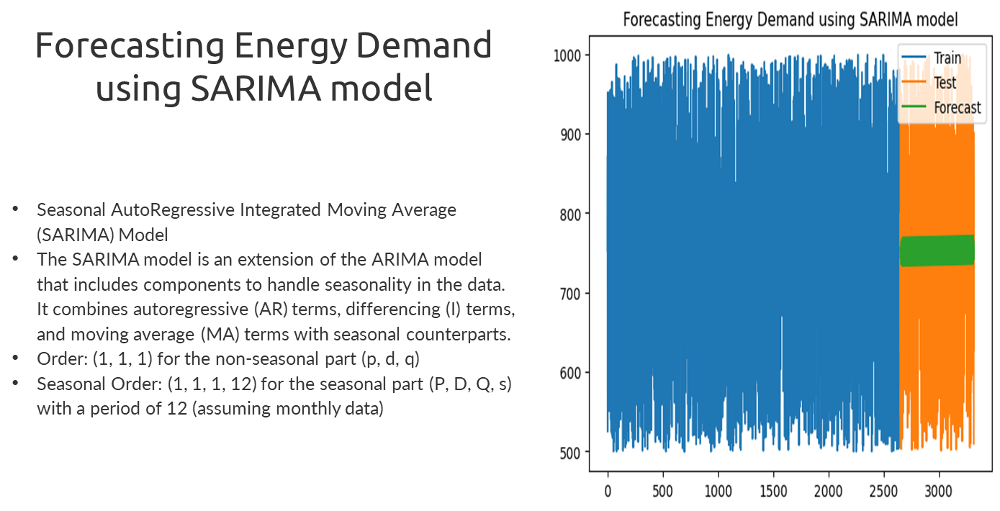 Forecasting Energy Demand
using SARIMA model
• Seasonal AutoRegressive Integrated Moving Average
(SARIMA) Model
• The SARIMA model is an extension of the ARIMA model
that includes components to handle seasonality in the data.
It combines autoregressive (AR) terms, differencing (I) terms,
and moving average (MA) terms with seasonal counterparts.
• Order: (1, 1, 1) for the non-seasonal part (p, d, q)
• Seasonal Order: (1, 1, 1, 12) for the seasonal part (P, D, Q, s)
with a period of 12 (assuming monthly data)
Forecasting Energy Demand using SARIMA model
1000
900
800
700
600
500
Train
Test
Forecast
0 500 1000 1500 2000 2500 3000